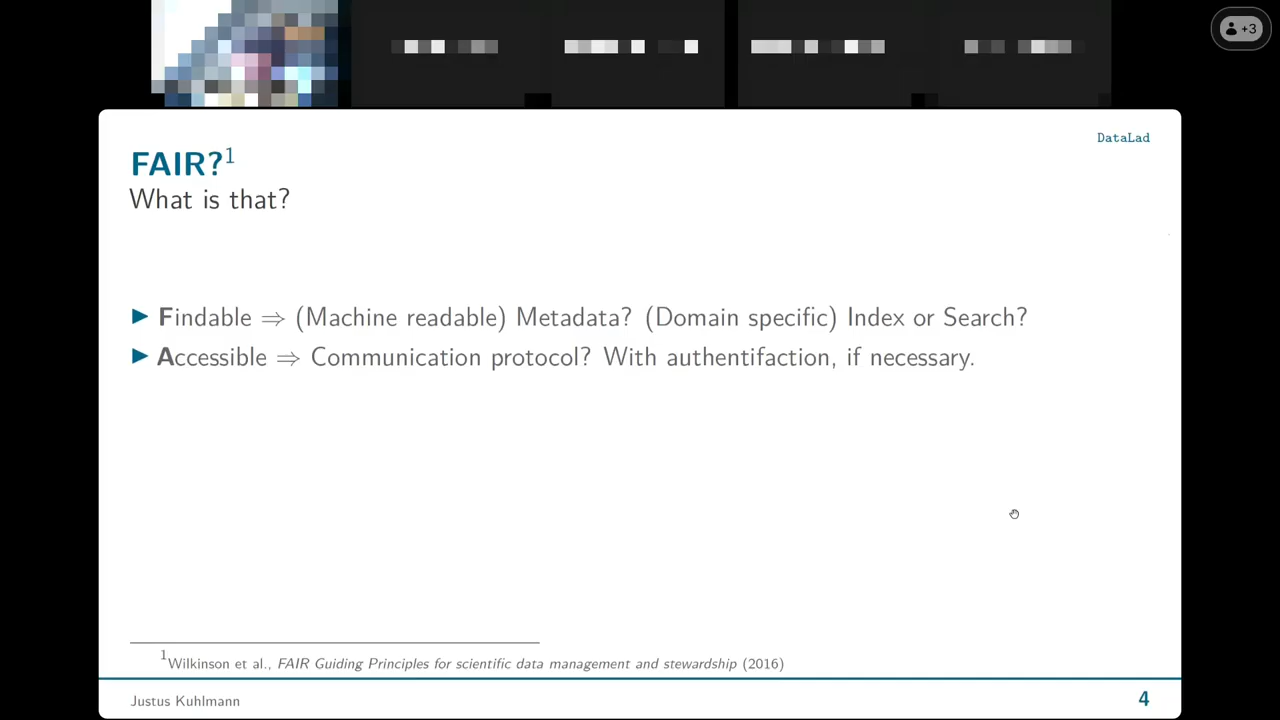 +3
DataLad
FAIR?1
What is that?
▶ Findable ⇒ (Machine readable) Metadata? (Domain specific) Index or Search?
▶ Accessible ⇒ Communication protocol? With authentifaction, if necessary.
1Wilkinson et al., FAIR Guiding Principles for scientific data management and stewardship (2016)
Justus Kuhlmann
4